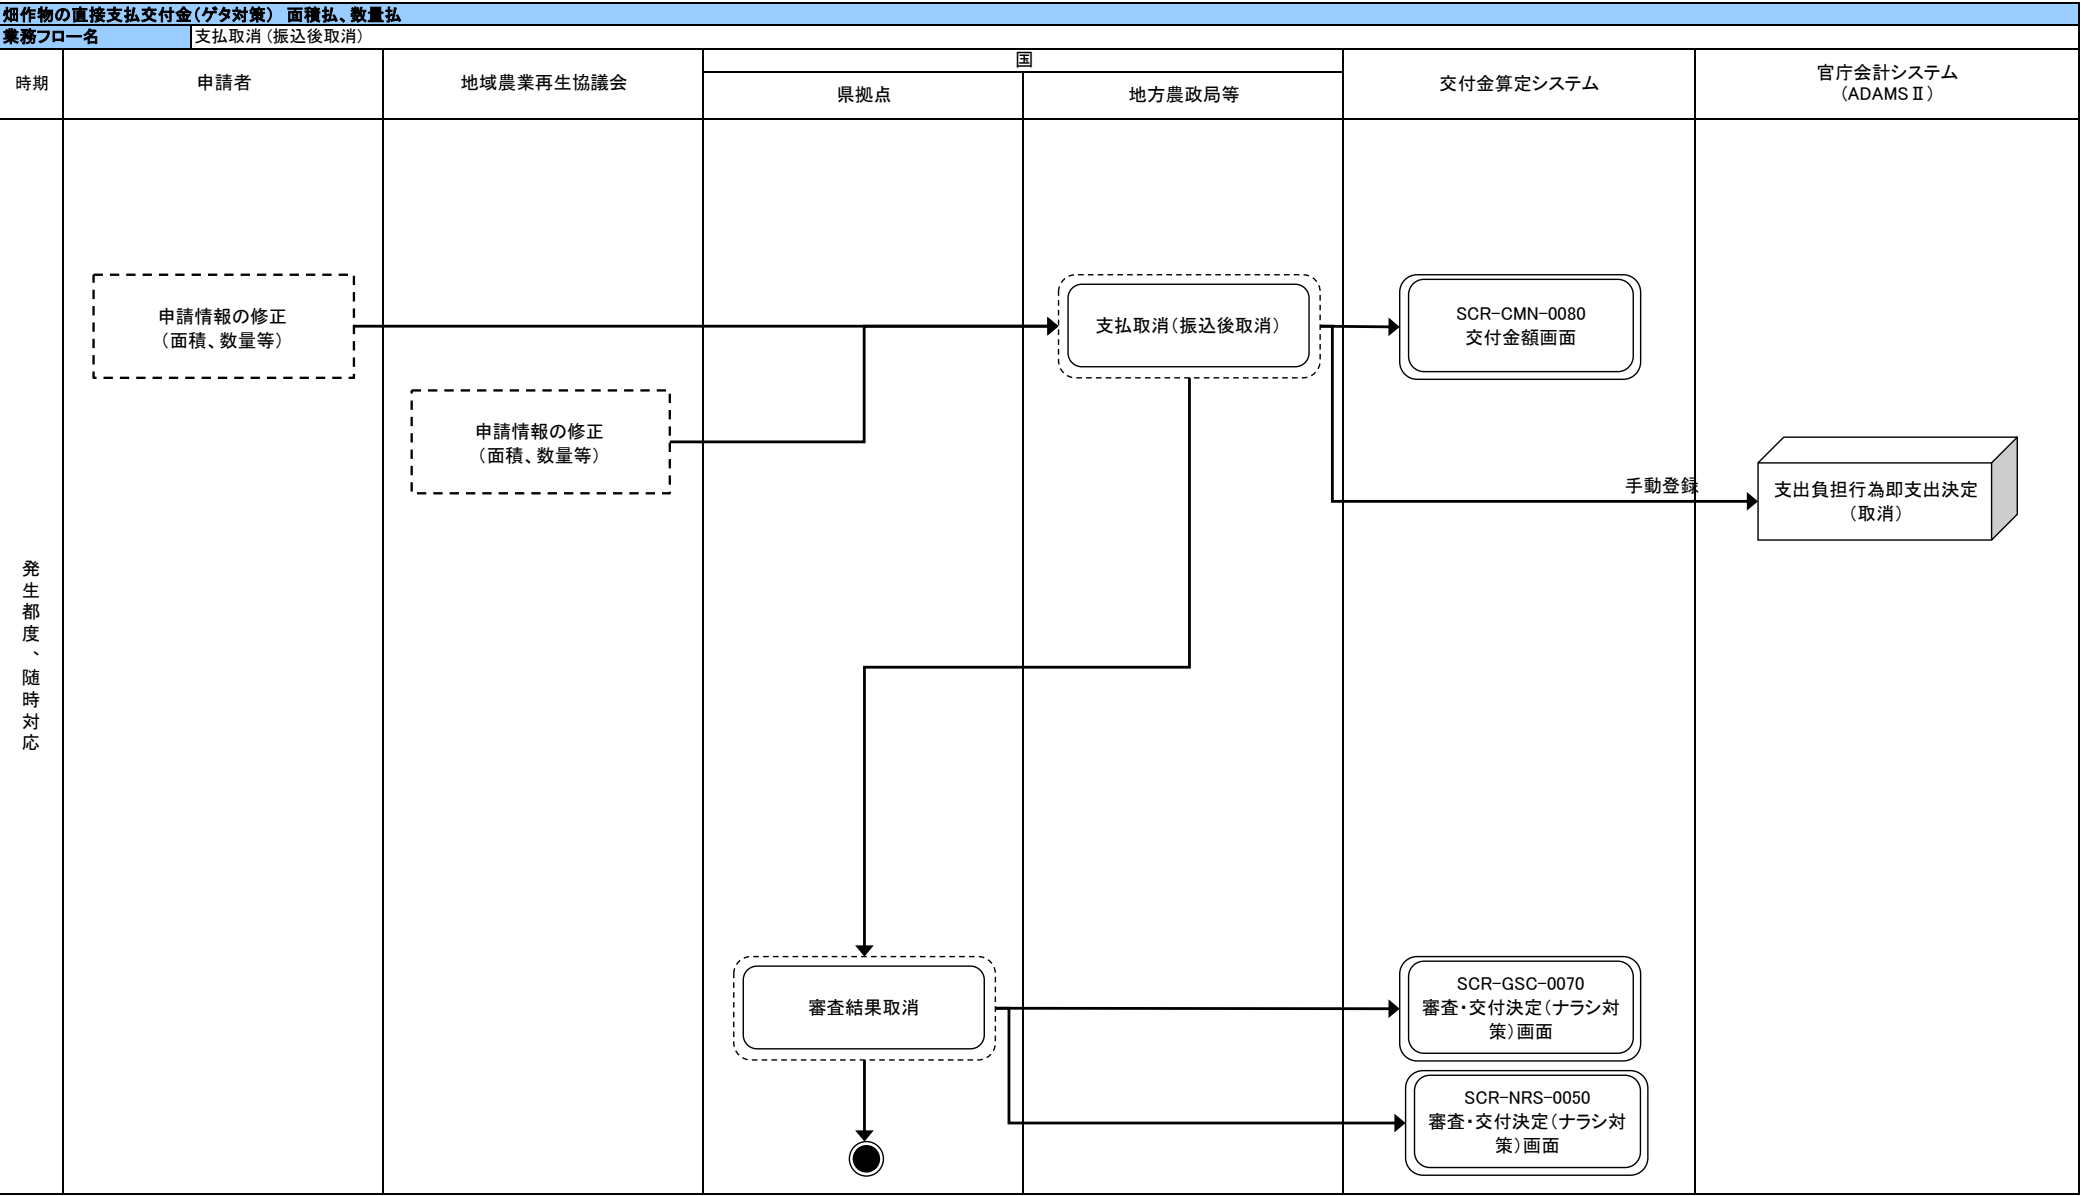 畑作物の直接支払交付金（ゲタ対策）　面積払、数量払
業務フロー名
支払取消（振込後取消）
時期
申請者
地域農業再生協議会
国
県拠点
地方農政局等
交付金算定システム
官庁会計システム
（ADAMSⅡ）
申請情報の修正
（面積、数量等）
支払取消（振込後取消）
SCR-CMN-0080
交付金額画面
申請情報の修正
（面積、数量等）
手動登録
支出負担行為即支出決定
（取消）
発生都度、随時対応
審査結果取消
SCR-GSC-0070
審査・交付決定（ナラシ対
策）画面
SCR-NRS-0050
審査・交付決定（ナラシ対
策）画面